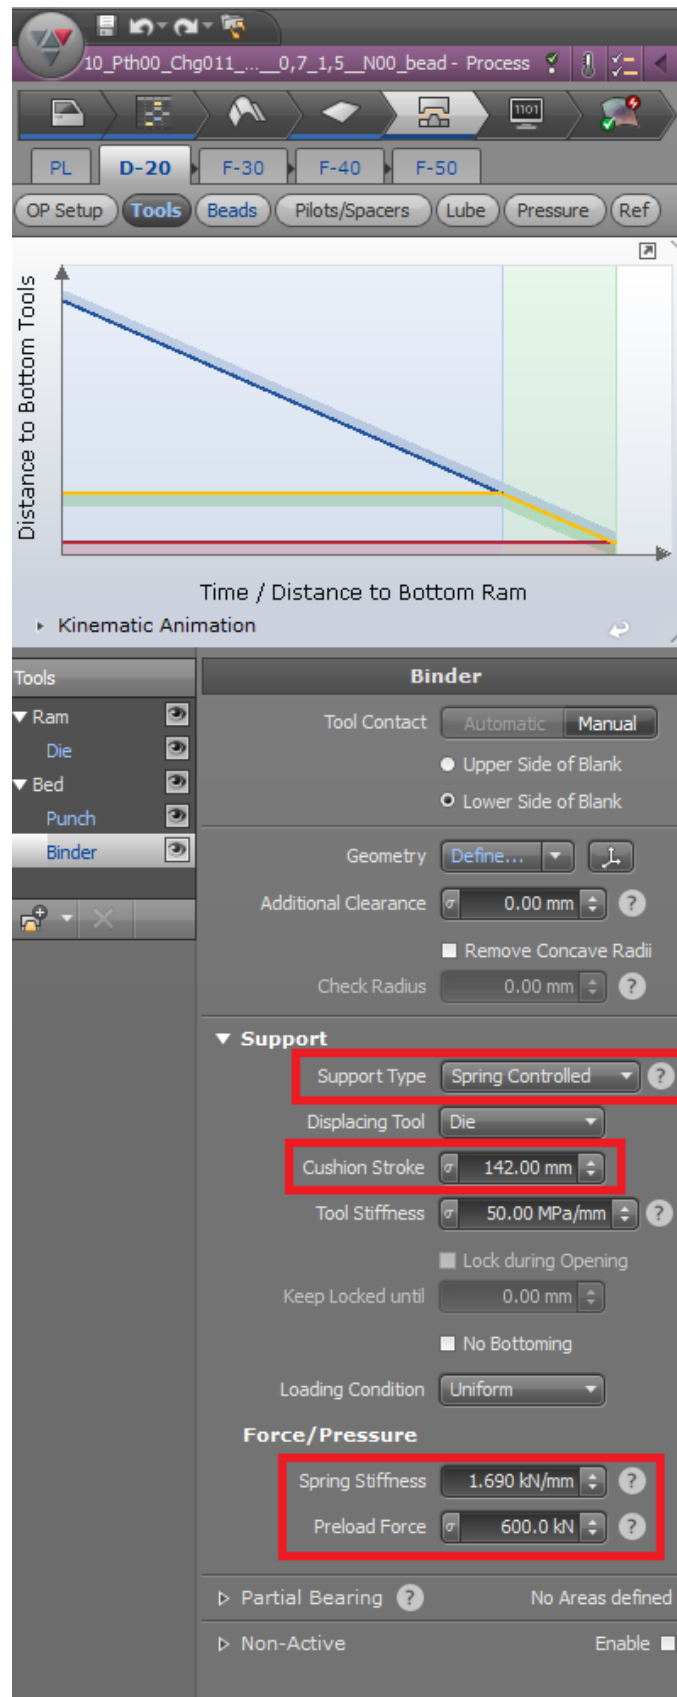 10_Pth00_Chg011_...__0,7_1,5__N00_bead - Process
1101
PL D-20 F-30 F-40 F-50
OP Setup Tools Beads Pilots/Spacers Lube Pressure Ref
Distance to Bottom Tools
Time / Distance to Bottom Ram
Kinematic Animation
Tools
Ram
Die
Bed
Punch
Binder
Binder
Tool Contact Automatic Manual
Upper Side of Blank
Lower Side of Blank
Geometry Define...
Additional Clearance σ 0.00 mm ?
Remove Concave Radii
Check Radius 0.00 mm ?
Support
Support Type Spring Controlled ?
Displacing Tool Die
Cushion Stroke σ 142.00 mm
Tool Stiffness σ 50.00 MPa/mm ?
Lock during Opening
Keep Locked until 0.00 mm
No Bottoming
Loading Condition Uniform
Force/Pressure
Spring Stiffness 1.690 kN/mm ?
Preload Force σ 600.0 kN ?
Partial Bearing ? No Areas defined
Non-Active Enable